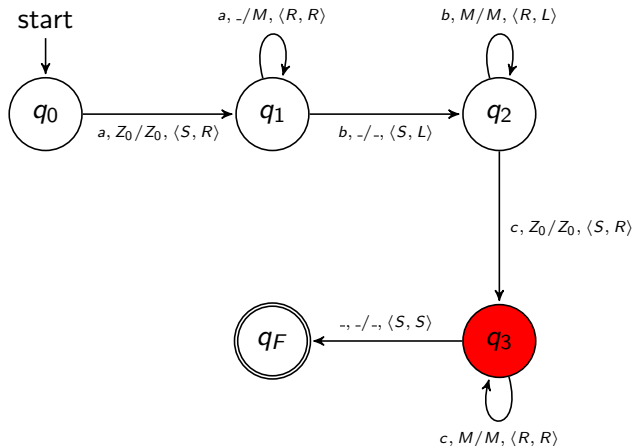 start
a, _/M, ⟨R, R⟩
b, M/M, ⟨R, L⟩
q0
q1
q2
a, Z0/Z0, ⟨S, R⟩
b, _/_, ⟨S, L⟩
c, Z0/Z0, ⟨S, R⟩
qF
_, _/_, ⟨S, S⟩
q3
c, M/M, ⟨R, R⟩